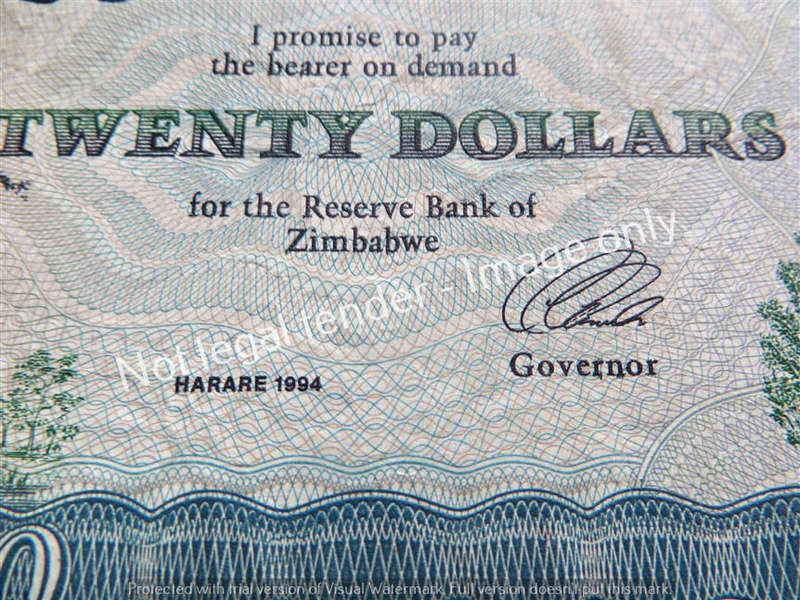 I promise to pay
the bearer on demand
TWENTY DOLLARS
for the Reserve Bank of
Zimbabwe
Not legal tender - Image only
HARARE 1994
Governor
0
Protected with trial version of Visual Watermark. Full version doesn't put this mark.